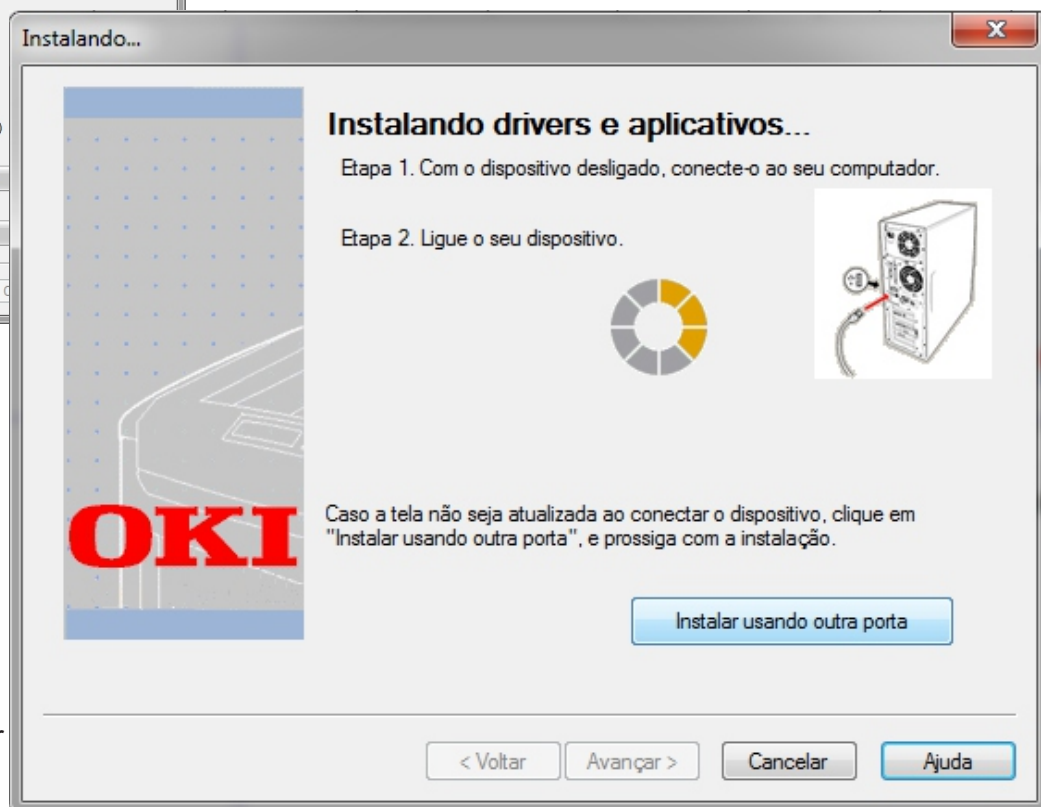 Instalando...
Instalando drivers e aplicativos...
Etapa 1. Com o dispositivo desligado, conecte-o ao seu computador.
Etapa 2. Ligue o seu dispositivo.
OKI
Caso a tela não seja atualizada ao conectar o dispositivo, clique em
"Instalar usando outra porta", e prossiga com a instalação.
Instalar usando outra porta
< Voltar
Avançar >
Cancelar
Ajuda